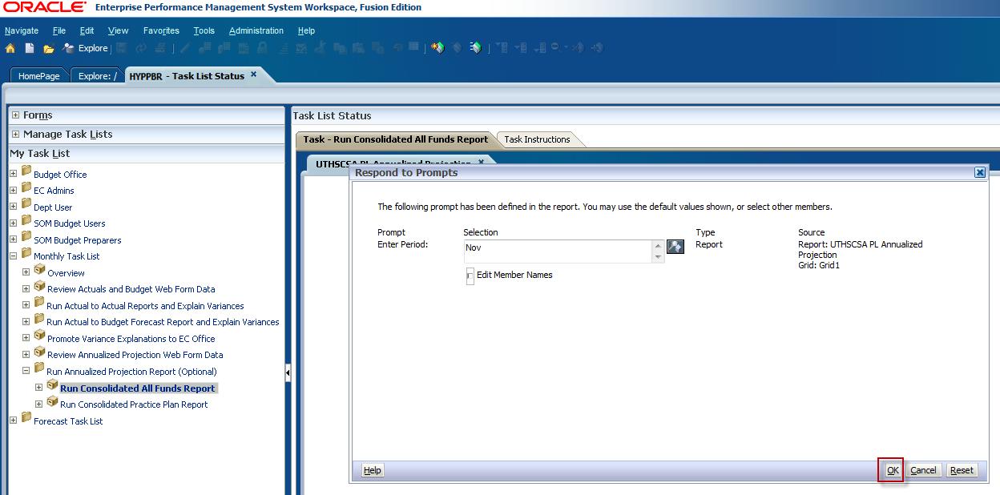 ORACLE® Enterprise Performance Management System Workspace, Fusion Edition
Navigate File Edit View Favorites Tools Administration Help
Explore
HomePage Explore: / HYPPBR - Task List Status
Forms
Manage Task Lists
My Task List
Budget Office
EC Admins
Dept User
SOM Budget Users
SOM Budget Preparers
Monthly Task List
Overview
Review Actuals and Budget Web Form Data
Run Actual to Actual Reports and Explain Variances
Run Actual to Budget Forecast Report and Explain Variances
Promote Variance Explanations to EC Office
Review Annualized Projection Web Form Data
Run Annualized Projection Report (Optional)
Run Consolidated All Funds Report
Run Consolidated Practice Plan Report
Forecast Task List
Task List Status
Task - Run Consolidated All Funds Report Task Instructions
UTHSCSA PL Annualized Projection
Respond to Prompts
The following prompt has been defined in the report. You may use the default values shown, or select other members.
Prompt Selection Type Source
Enter Period: Nov Report Report: UTHSCSA PL Annualized
Projection
Grid: Grid1
Edit Member Names
Help OK Cancel Reset